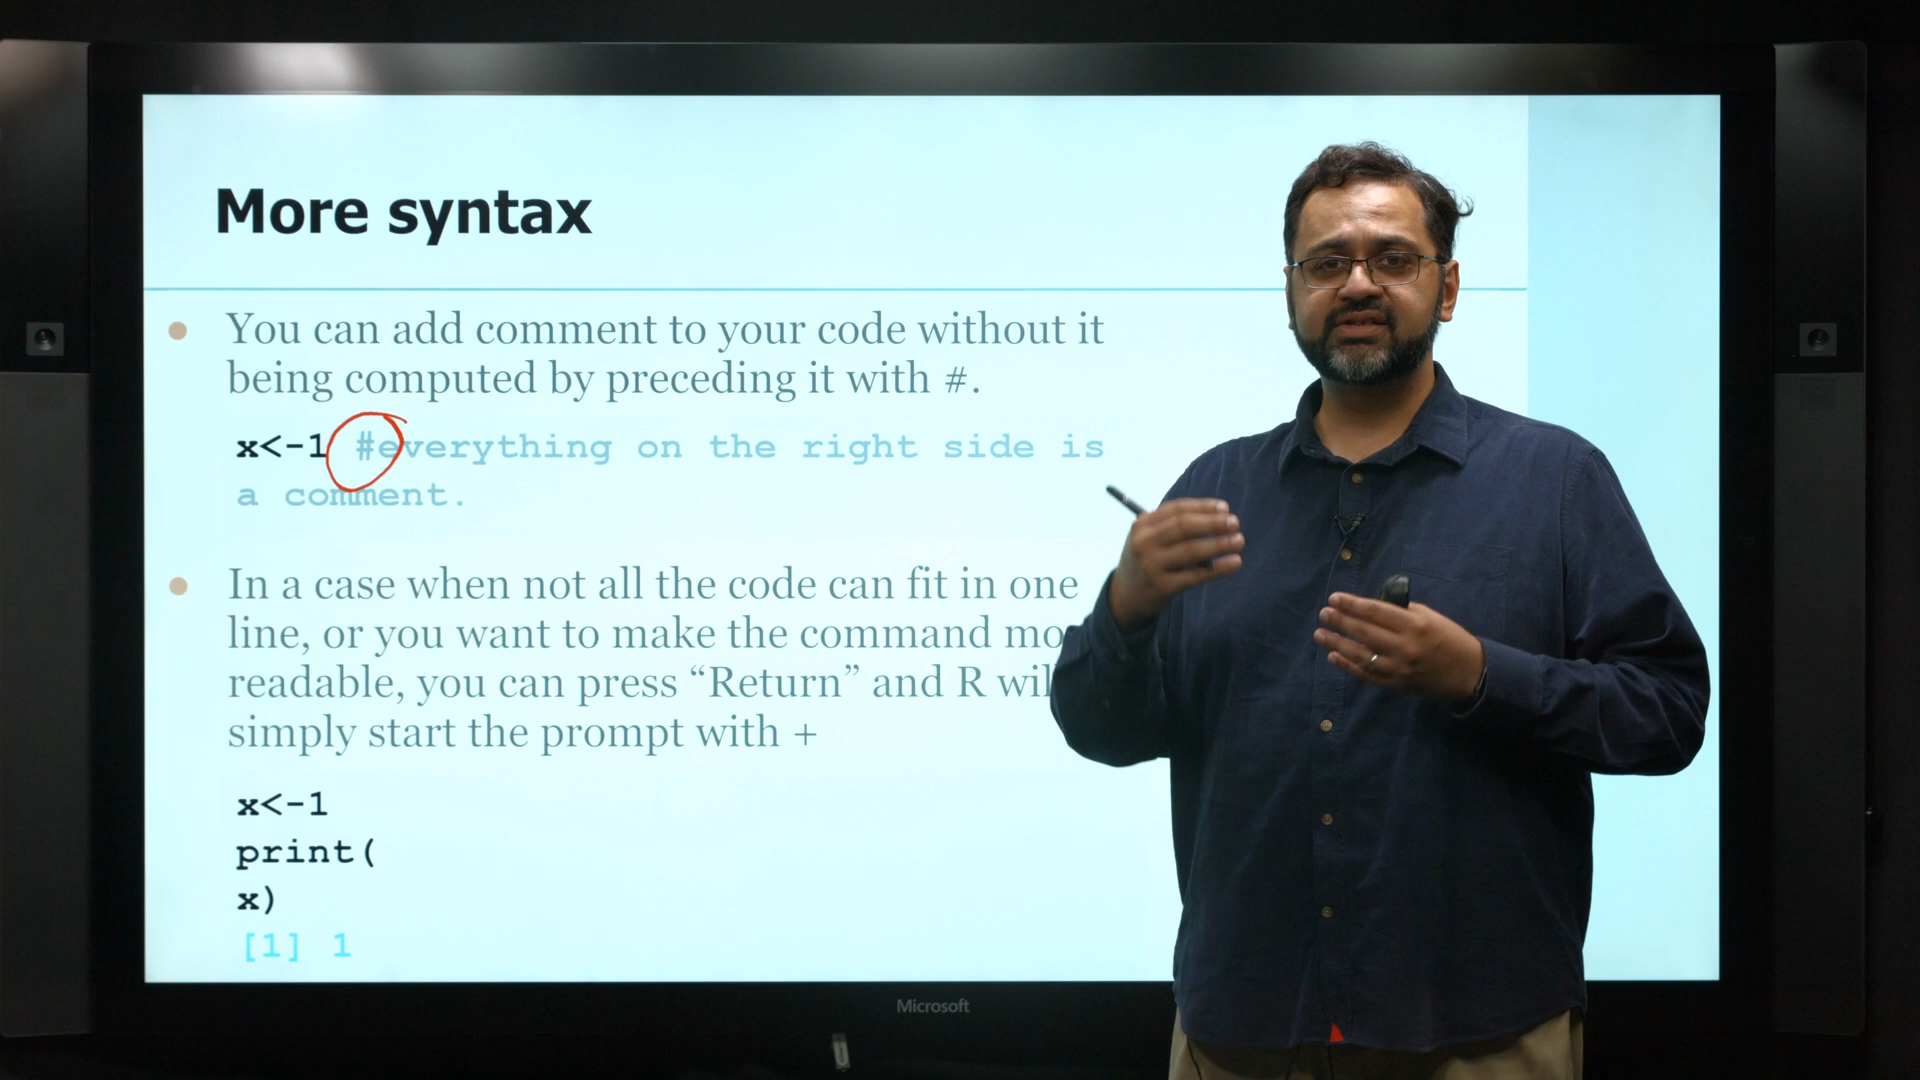 More syntax
You can add comment to your code without it
being computed by preceding it with #.
x<-1 #everything on the right side is
a comment.
In a case when not all the code can fit in one
line, or you want to make the command mo
readable, you can press “Return” and R wil
simply start the prompt with +
x<-1
print(
x)
[1] 1
Microsoft